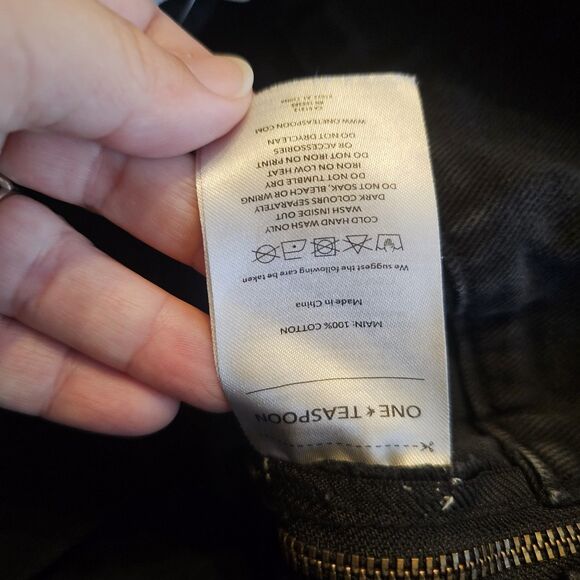 ONE TEASPOON
MAIN: 100% COTTON
Made in China
We suggest the following care be taken
COLD HAND WASH ONLY
WASH INSIDE OUT
DARK COLOURS SEPARATELY
DO NOT SOAK, BLEACH OR WRING
DO NOT TUMBLE DRY
IRON ON LOW HEAT
DO NOT IRON ON PRINT
OR ACCESSORIES
DO NOT DRYCLEAN
WWW.ONETEASPOON.COM